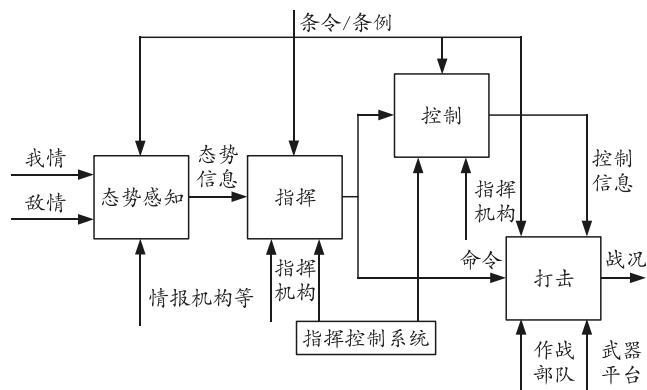 条令/条例
控制
我情
态势
信息
控制
信息
敌情
态势感知
指挥
指挥
机构
命令
战况
情报机构等
指挥
机构
打击
指挥控制系统
作战
部队
武器
平台